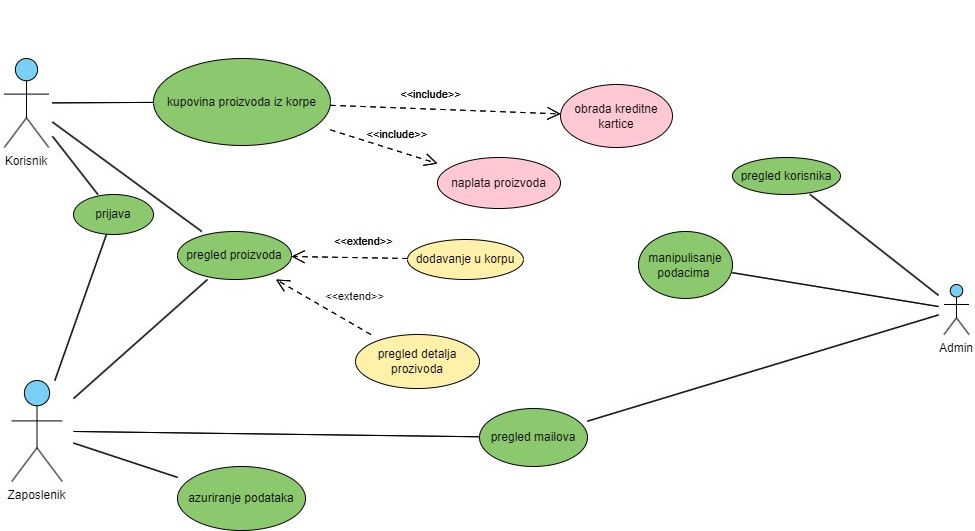 <<include>>
kupovina proizvoda iz korpe
obrada kreditne
kartice
<<include>>
Korisnik
naplata proizvoda
pregled korisnika
prijava
<<extend>>
pregled proizvoda
dodavanje u korpu
manipulisanje
podacima
<<extend>>
Admin
pregled detalja
prozivoda
pregled mailova
Zaposlenik
azuriranje podataka